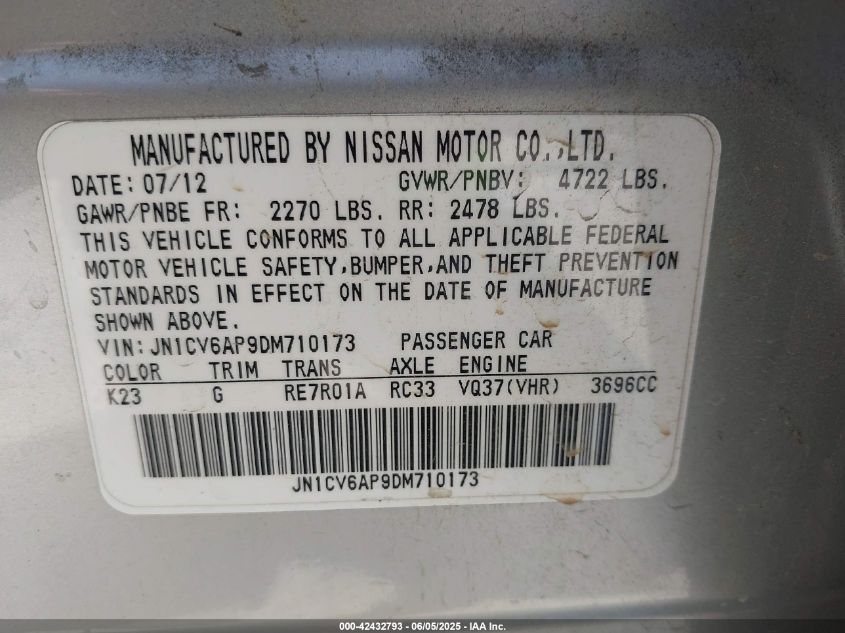 MANUFACTURED BY NISSAN MOTOR CO.,LTD.
DATE: 07/12 GVWR/PNBV: 4722 LBS.
GAWR/PNBE FR: 2270 LBS. RR: 2478 LBS.
THIS VEHICLE CONFORMS TO ALL APPLICABLE FEDERAL
MOTOR VEHICLE SAFETY,BUMPER,AND THEFT PREVENTION
STANDARDS IN EFFECT ON THE DATE OF MANUFACTURE
SHOWN ABOVE.
VIN: JN1CV6AP9DM710173 PASSENGER CAR
COLOR TRIM TRANS AXLE ENGINE
K23 G RE7R01A RC33 VQ37(VHR) 3696CC
JN1CV6AP9DM710173
000-42432793 - 06/05/2025 - IAA Inc.